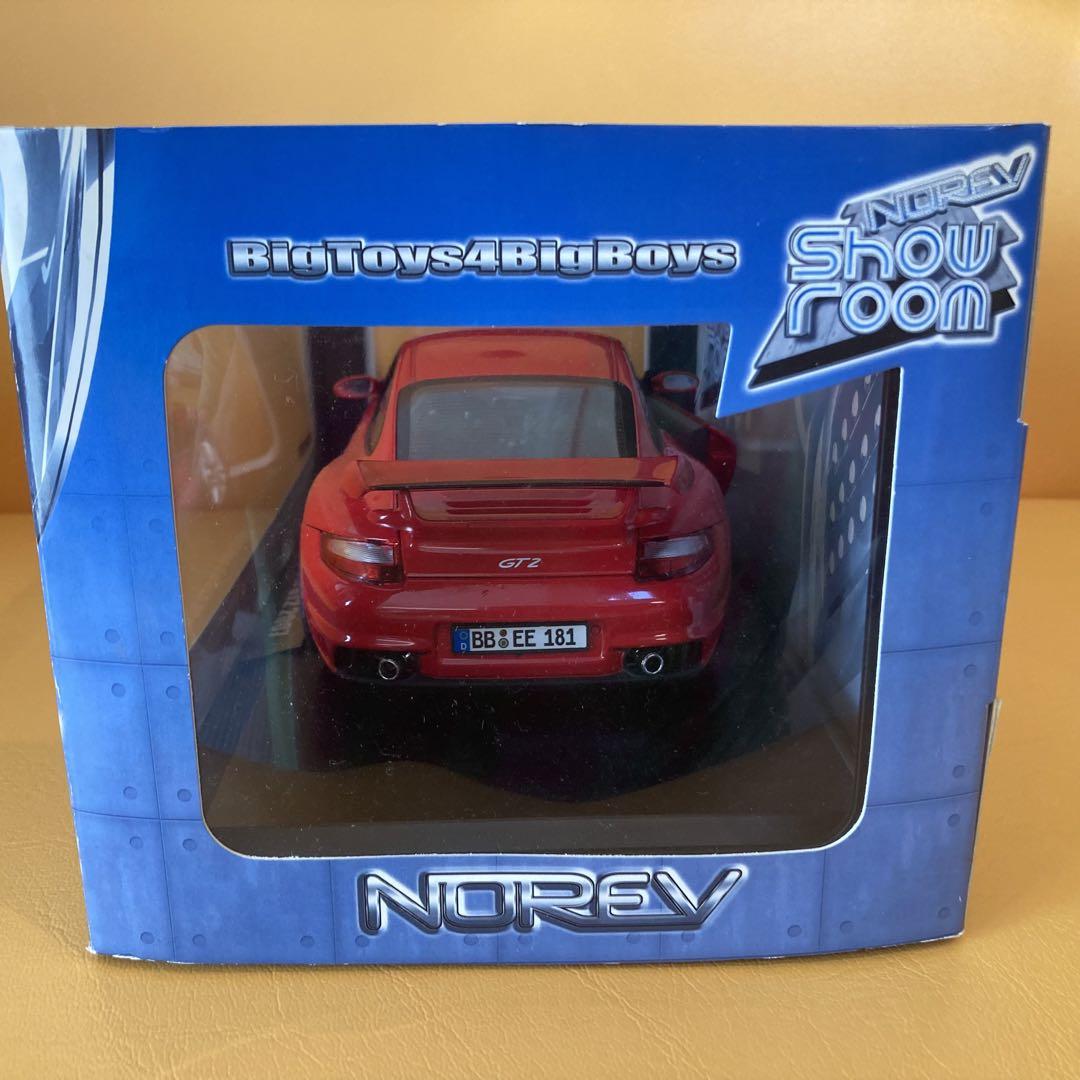 NOREV
Show
room
BigToys4BigBoys
GT2
D BB EE 181
NOREV